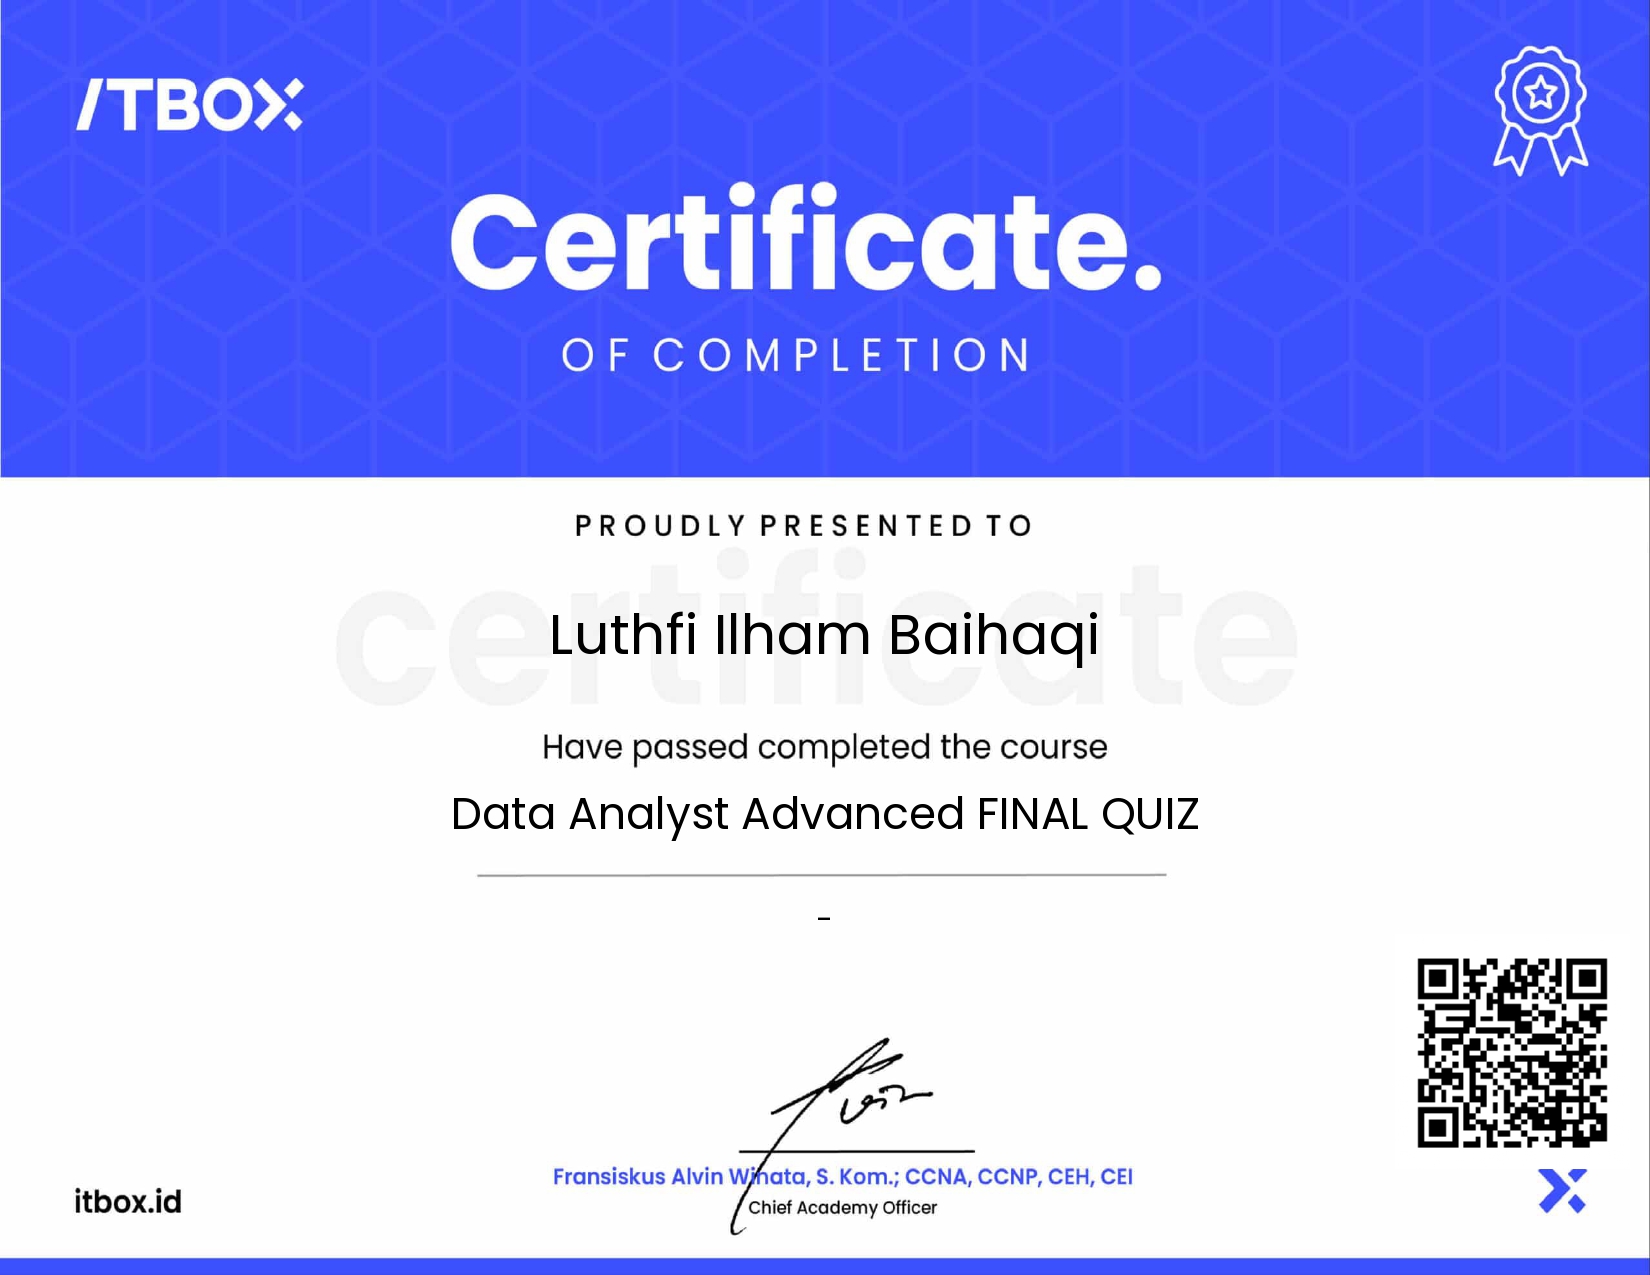 ITBOX
Certificate.
OF COMPLETION
PROUDLY PRESENTED TO
certificate
Luthfi Ilham Baihaqi
Have passed completed the course
Data Analyst Advanced FINAL QUIZ
-
Fransiskus Alvin Winata, S. Kom.; CCNA, CCNP, CEH, CEI
Chief Academy Officer
itbox.id